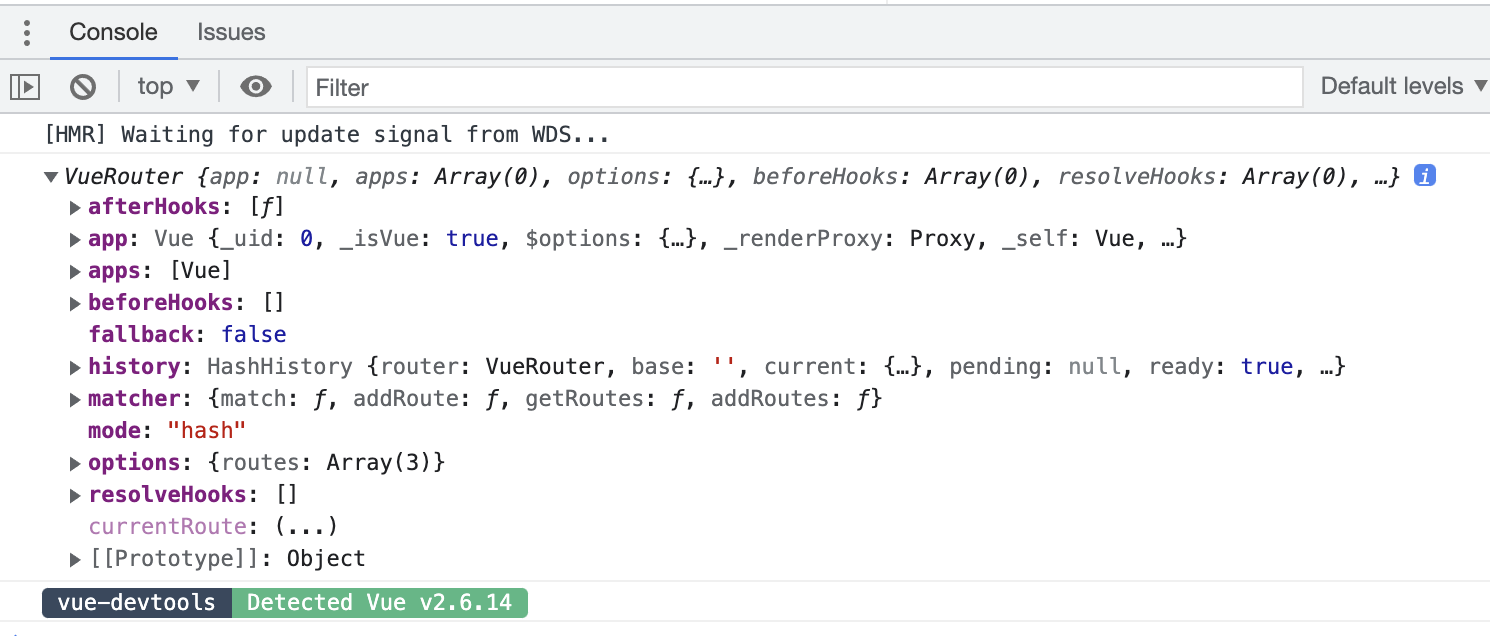 Console Issues
top Filter Default levels
[HMR] Waiting for update signal from WDS...
VueRouter {app: null, apps: Array(0), options: {…}, beforeHooks: Array(0), resolveHooks: Array(0), …} i
afterHooks: [ƒ]
app: Vue {_uid: 0, _isVue: true, $options: {…}, _renderProxy: Proxy, _self: Vue, …}
apps: [Vue]
beforeHooks: []
fallback: false
history: HashHistory {router: VueRouter, base: '', current: {…}, pending: null, ready: true, …}
matcher: {match: ƒ, addRoute: ƒ, getRoutes: ƒ, addRoutes: ƒ}
mode: "hash"
options: {routes: Array(3)}
resolveHooks: []
currentRoute: (...)
[[Prototype]]: Object
vue-devtools Detected Vue v2.6.14